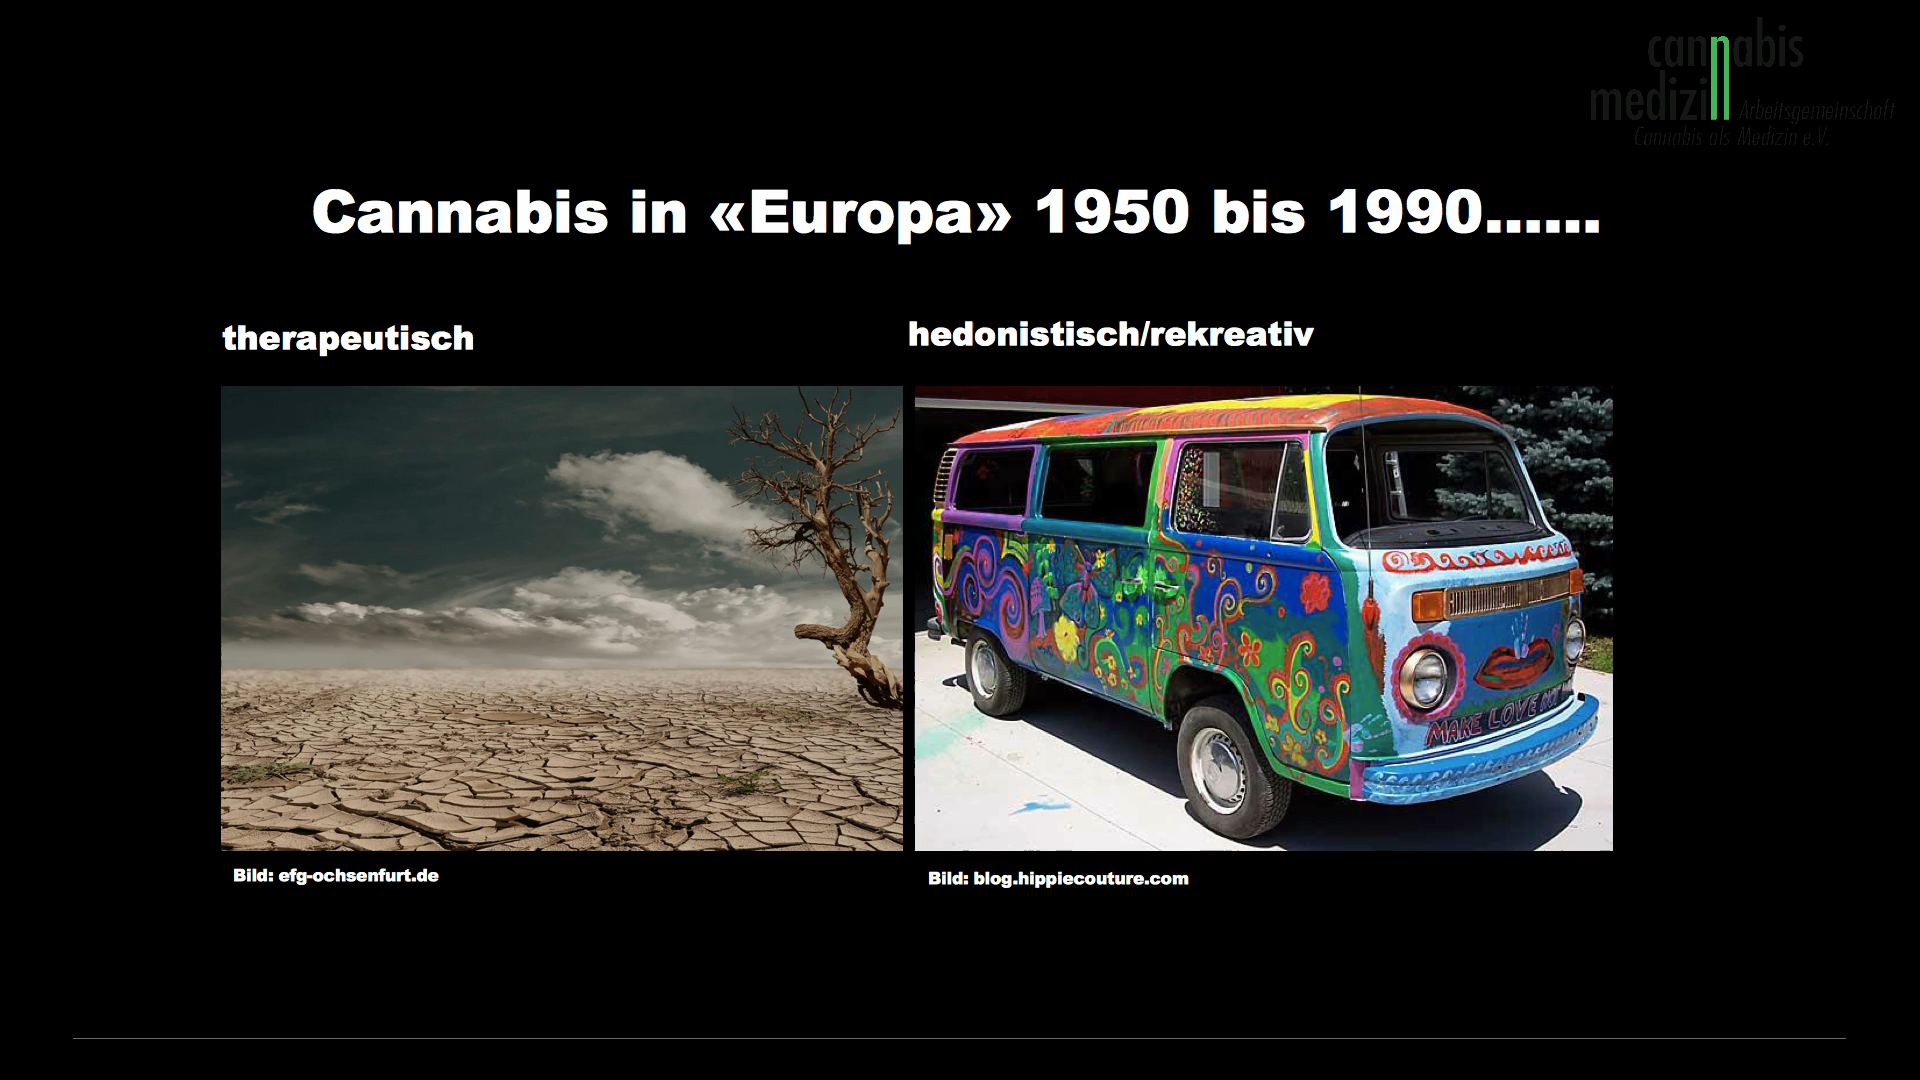 cannabis
medizin Arbeitsgemeinschaft
Cannabis als Medizin e.V.
Cannabis in «Europa» 1950 bis 1990......
therapeutisch
hedonistisch/rekreativ
MAKE LOVE NOT
Bild: efg-ochsenfurt.de
Bild: blog.hippiecouture.com